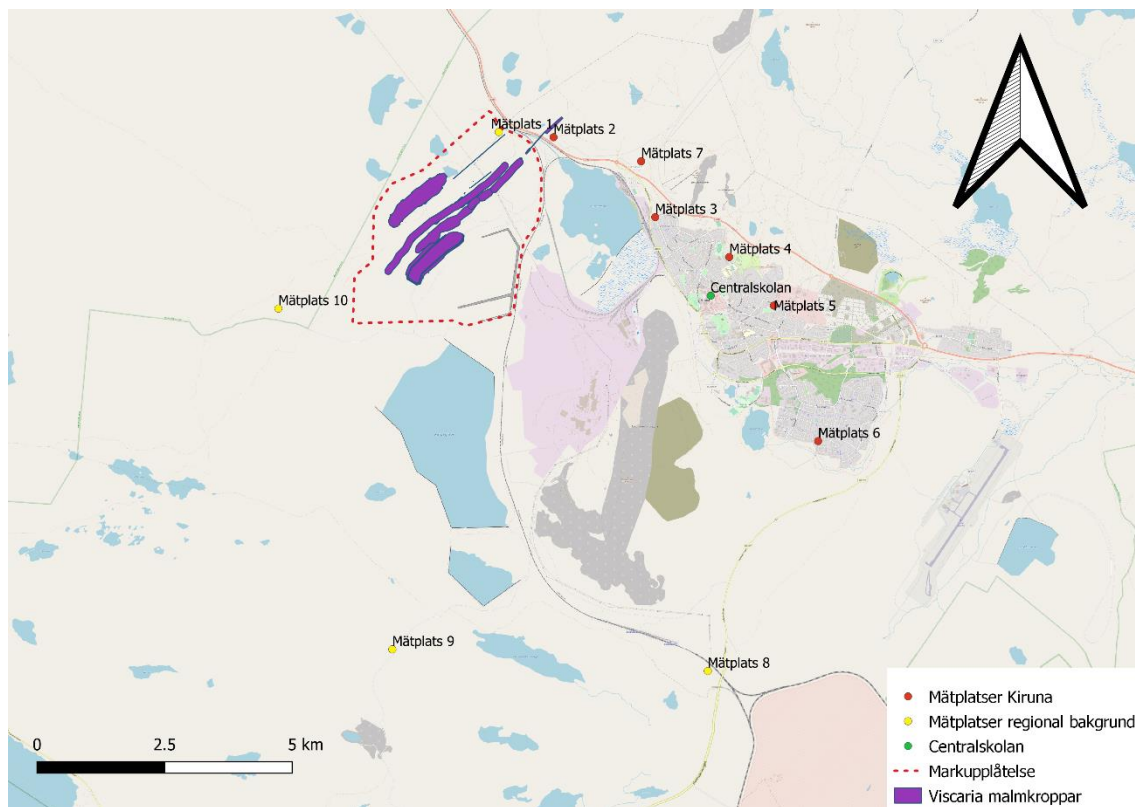 Mätplats 1
Mätplats 2
Mätplats 7
Mätplats 3
Mätplats 4
Centralskolan
Mätplats 5
Mätplats 10
Mätplats 6
Mätplats 9
Mätplats 8
0 2.5 5 km
Mätplatser Kiruna
Mätplatser regional bakgrund
Centralskolan
Markupplåtelse
Viscaria malmkroppar